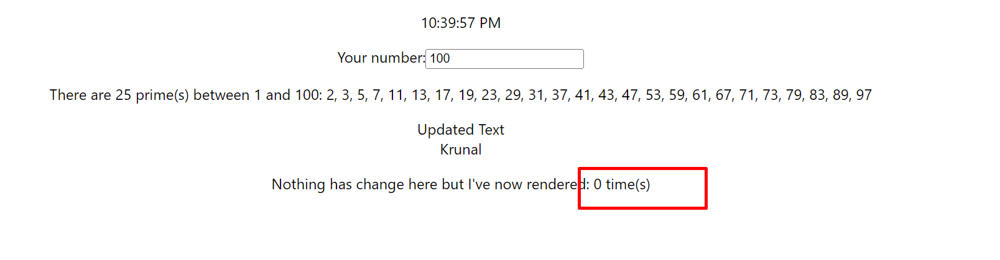 10:39:57 PM
Your number: 100
There are 25 prime(s) between 1 and 100: 2, 3, 5, 7, 11, 13, 17, 19, 23, 29, 31, 37, 41, 43, 47, 53, 59, 61, 67, 71, 73, 79, 83, 89, 97
Updated Text
Krunal
Nothing has change here but I've now rendered: 0 time(s)